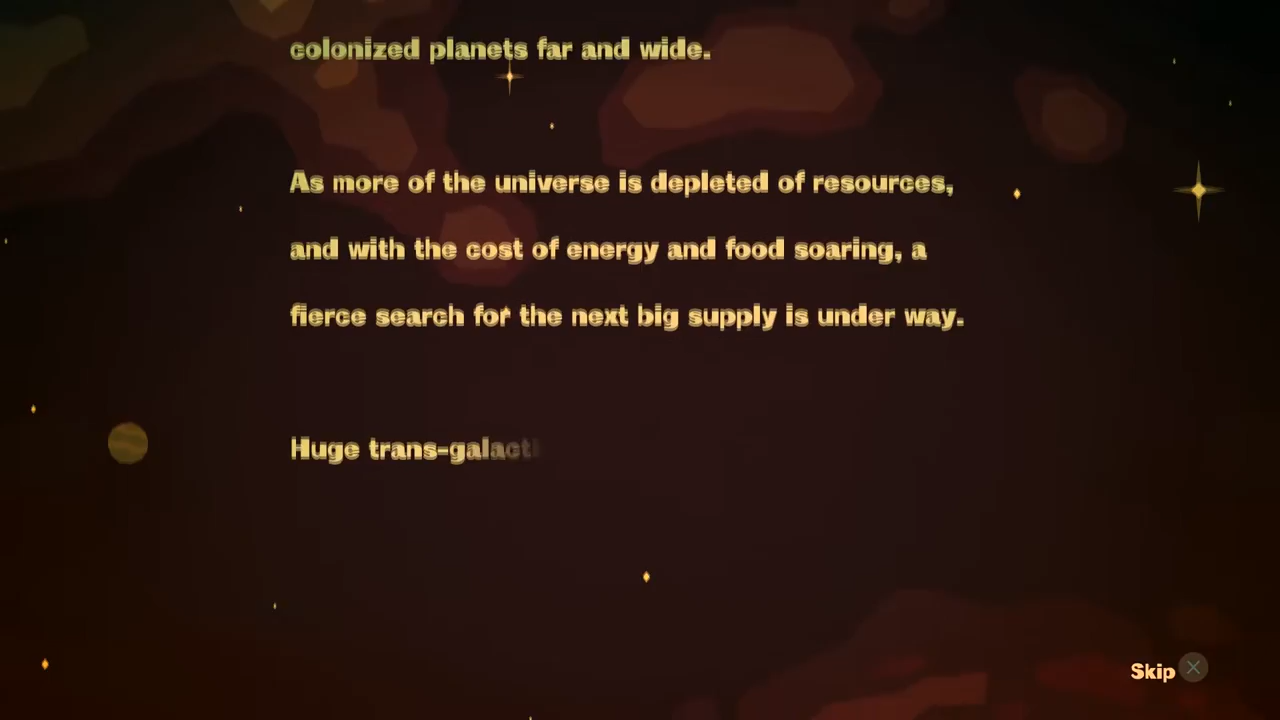 colonized planets far and wide.
As more of the universe is depleted of resources,
and with the cost of energy and food soaring, a
fierce search for the next big supply is under way.
Huge trans-galacti
Skip